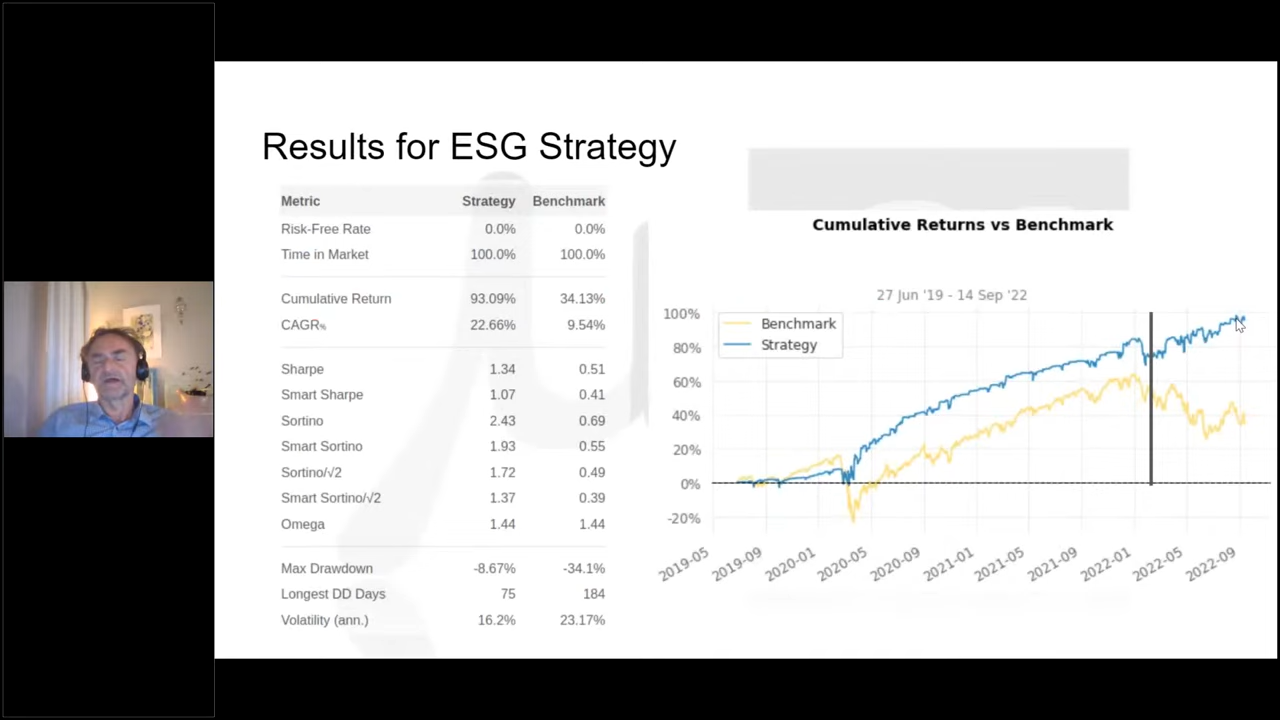 Results for ESG Strategy
Metric Strategy Benchmark
Risk-Free Rate 0.0% 0.0%
Time in Market 100.0% 100.0%
Cumulative Return 93.09% 34.13%
CAGR% 22.66% 9.54%
Sharpe 1.34 0.51
Smart Sharpe 1.07 0.41
Sortino 2.43 0.69
Smart Sortino 1.93 0.55
Sortino/√2 1.72 0.49
Smart Sortino/√2 1.37 0.39
Omega 1.44 1.44
Max Drawdown -8.67% -34.1%
Longest DD Days 75 184
Volatility (ann.) 16.2% 23.17%
Cumulative Returns vs Benchmark
27 Jun '19 - 14 Sep '22
Benchmark
Strategy
100%
80%
60%
40%
20%
0%
-20%
2019-05 2019-09 2020-01 2020-05 2020-09 2021-01 2021-05 2021-09 2022-01 2022-05 2022-09